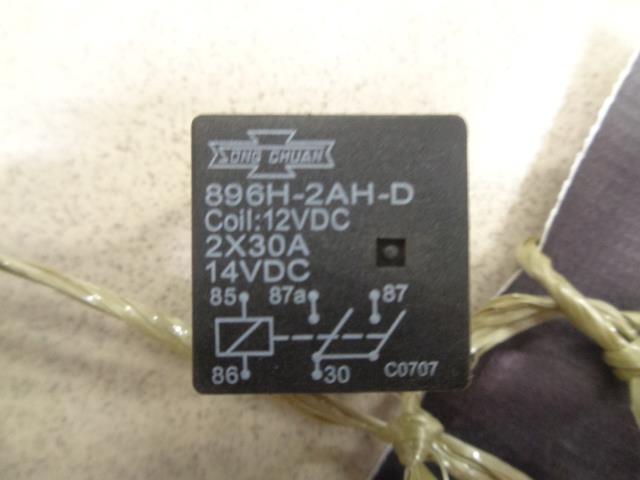 SONG CHUAN
896H-2AH-D
Coil:12VDC
2X30A
14VDC
85 87a 87
86 30 C0707